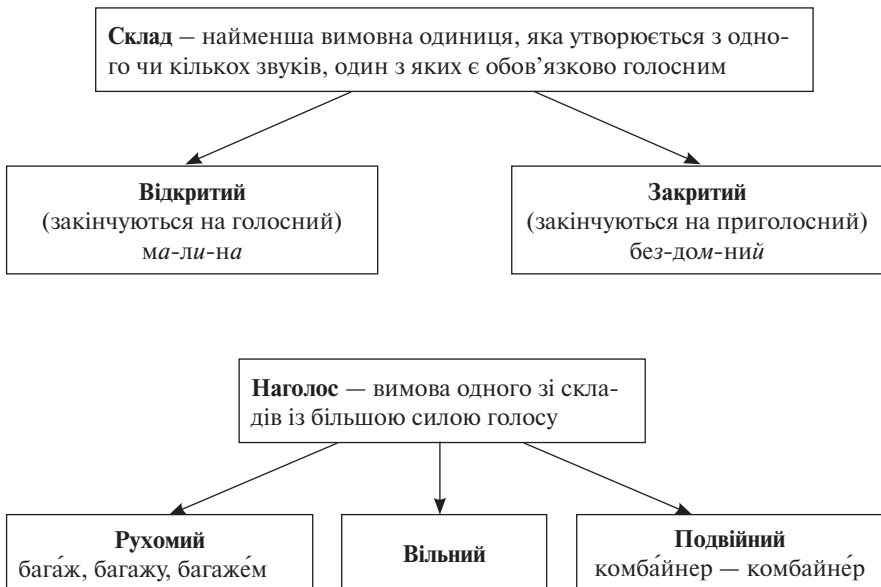 Склад — найменша вимовна одиниця, яка утворюється з одно-
го чи кількох звуків, один з яких є обов’язково голосним
Відкритий
(закінчуються на голосний)
ма-ли-на
Закритий
(закінчуються на приголосний)
без-дом-ний
Наголос — вимова одного зі скла-
дів із більшою силою голосу
Рухомий
бага́ж, багажу, багаже́м
Вільний
Подвійний
комба́йнер — комбайне́р